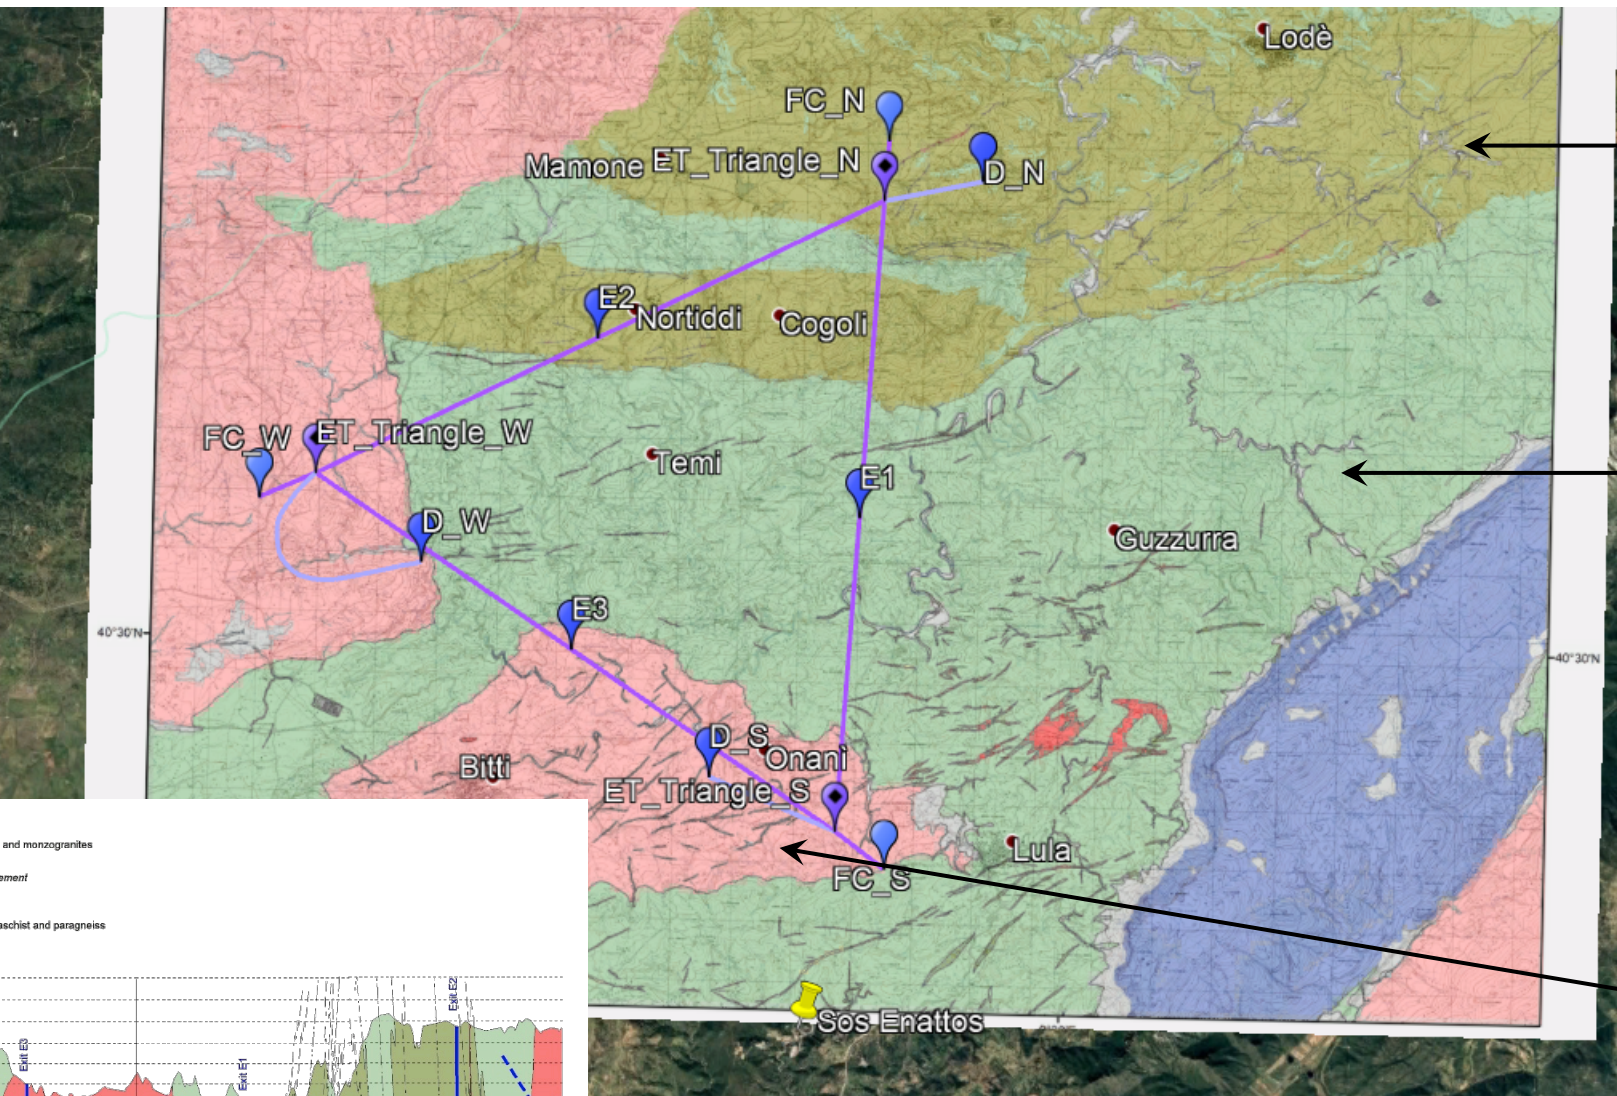 Lodè
FC_N
Mamone
ET_Triangle_N
D_N
E2
Nortiddi
Cogoli
FC_W
ET_Triangle_W
Temi
E1
D_W
Guzzurra
E3
40°30'N
40°30'N
D_S
Onanì
Bitti
ET_Triangle_S
Lula
FC_S
Sos Enattos
and monzogranites
ement
aschist and paragneiss
Exit E3
Exit E1
Exit E2